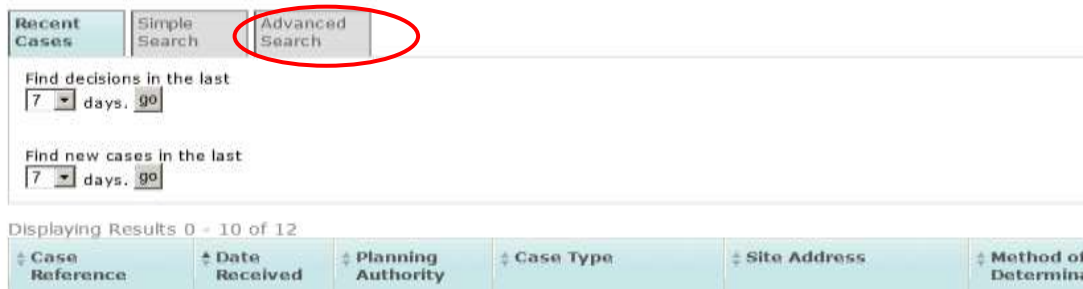 Recent Cases
Simple Search
Advanced Search
Find decisions in the last
7 days. go
Find new cases in the last
7 days. go
Displaying Results 0 - 10 of 12
Case Reference
Date Received
Planning Authority
Case Type
Site Address
Method of Determina